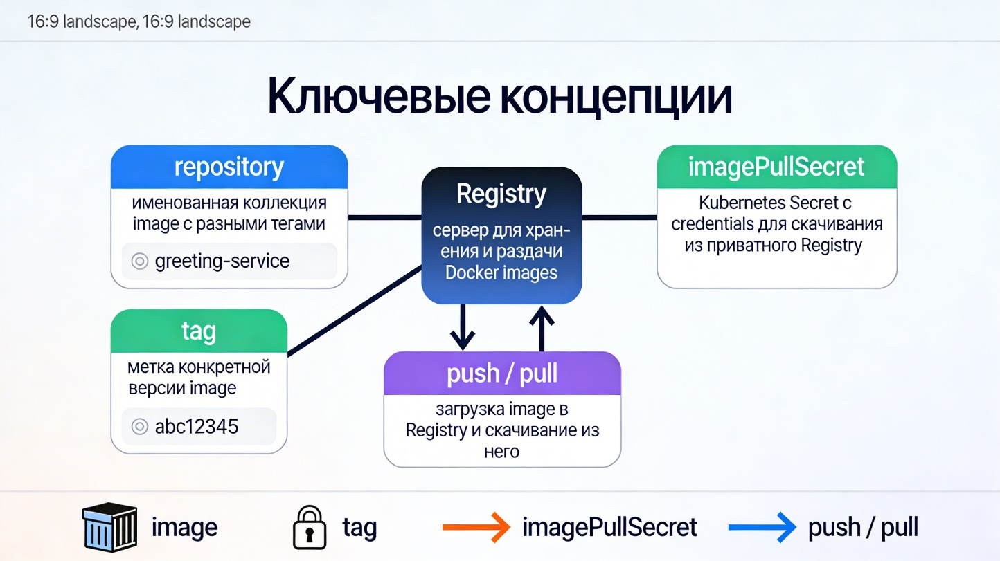 16:9 landscape, 16:9 landscape
Ключевые концепции
repository
именованная коллекция
image с разными тегами
greeting-service
Registry
сервер для хран-
ения и раздачи
Docker images
imagePullSecret
Kubernetes Secret с
credentials для скачивания
из приватного Registry
tag
метка конкретной
версии image
abc12345
push / pull
загрузка image в
Registry и скачивание из
него
image
tag
imagePullSecret
push / pull